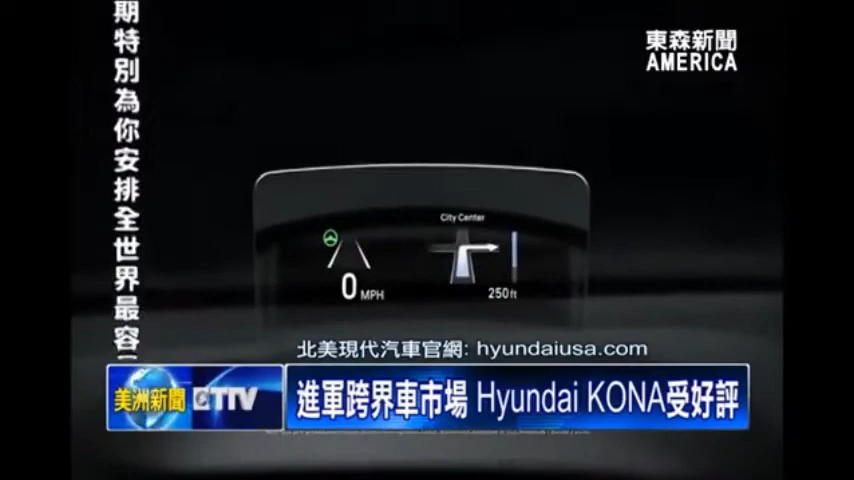 期特別為你安排全世界最容
東森新聞
AMERICA
City Center
0 MPH
250 ft
北美現代汽車官網: hyundaiusa.com
美洲新聞 ETTV
進軍跨界車市場 Hyundai KONA受好評